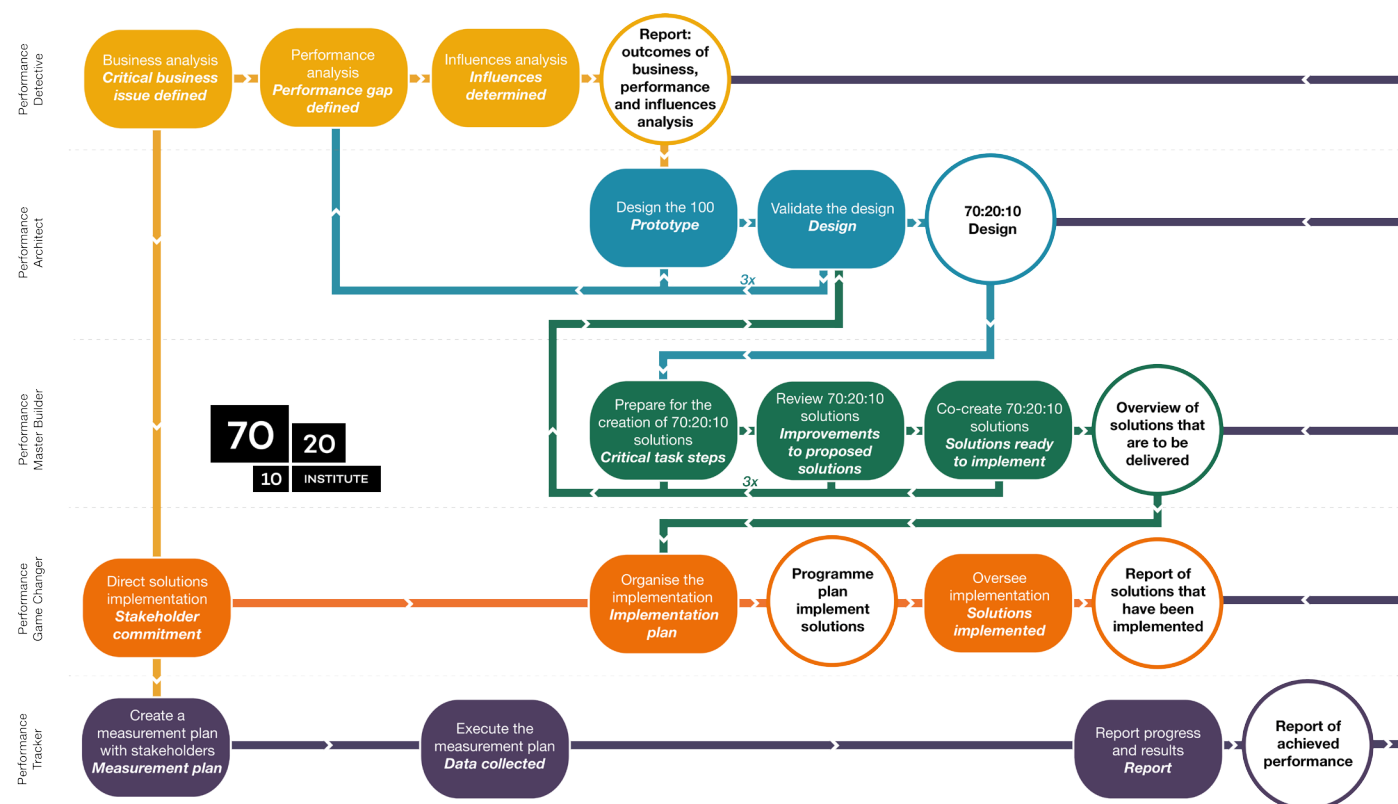 Performance
Detective
Business analysis
Critical business
issue defined
Performance
analysis
Performance gap
defined
Influences analysis
Influences
determined
Report:
outcomes of
business,
performance
and influences
analysis
Performance
Architect
Design the 100
Prototype
Validate the design
Design
70:20:10
Design
3x
Performance
Master Builder
70
20
10
INSTITUTE
Prepare for the
creation of 70:20:10
solutions
Critical task steps
Review 70:20:10
solutions
Improvements
to proposed
solutions
Co-create 70:20:10
solutions
Solutions ready
to implement
Overview of
solutions that
are to be
delivered
3x
Performance
Game Changer
Direct solutions
implementation
Stakeholder
commitment
Organise the
implementation
Implementation
plan
Programme
plan
implement
solutions
Oversee
implementation
Solutions
implemented
Report of
solutions that
have been
implemented
Performance
Tracker
Create a
measurement plan
with stakeholders
Measurement plan
Execute the
measurement plan
Data collected
Report progress
and results
Report
Report of
achieved
performance